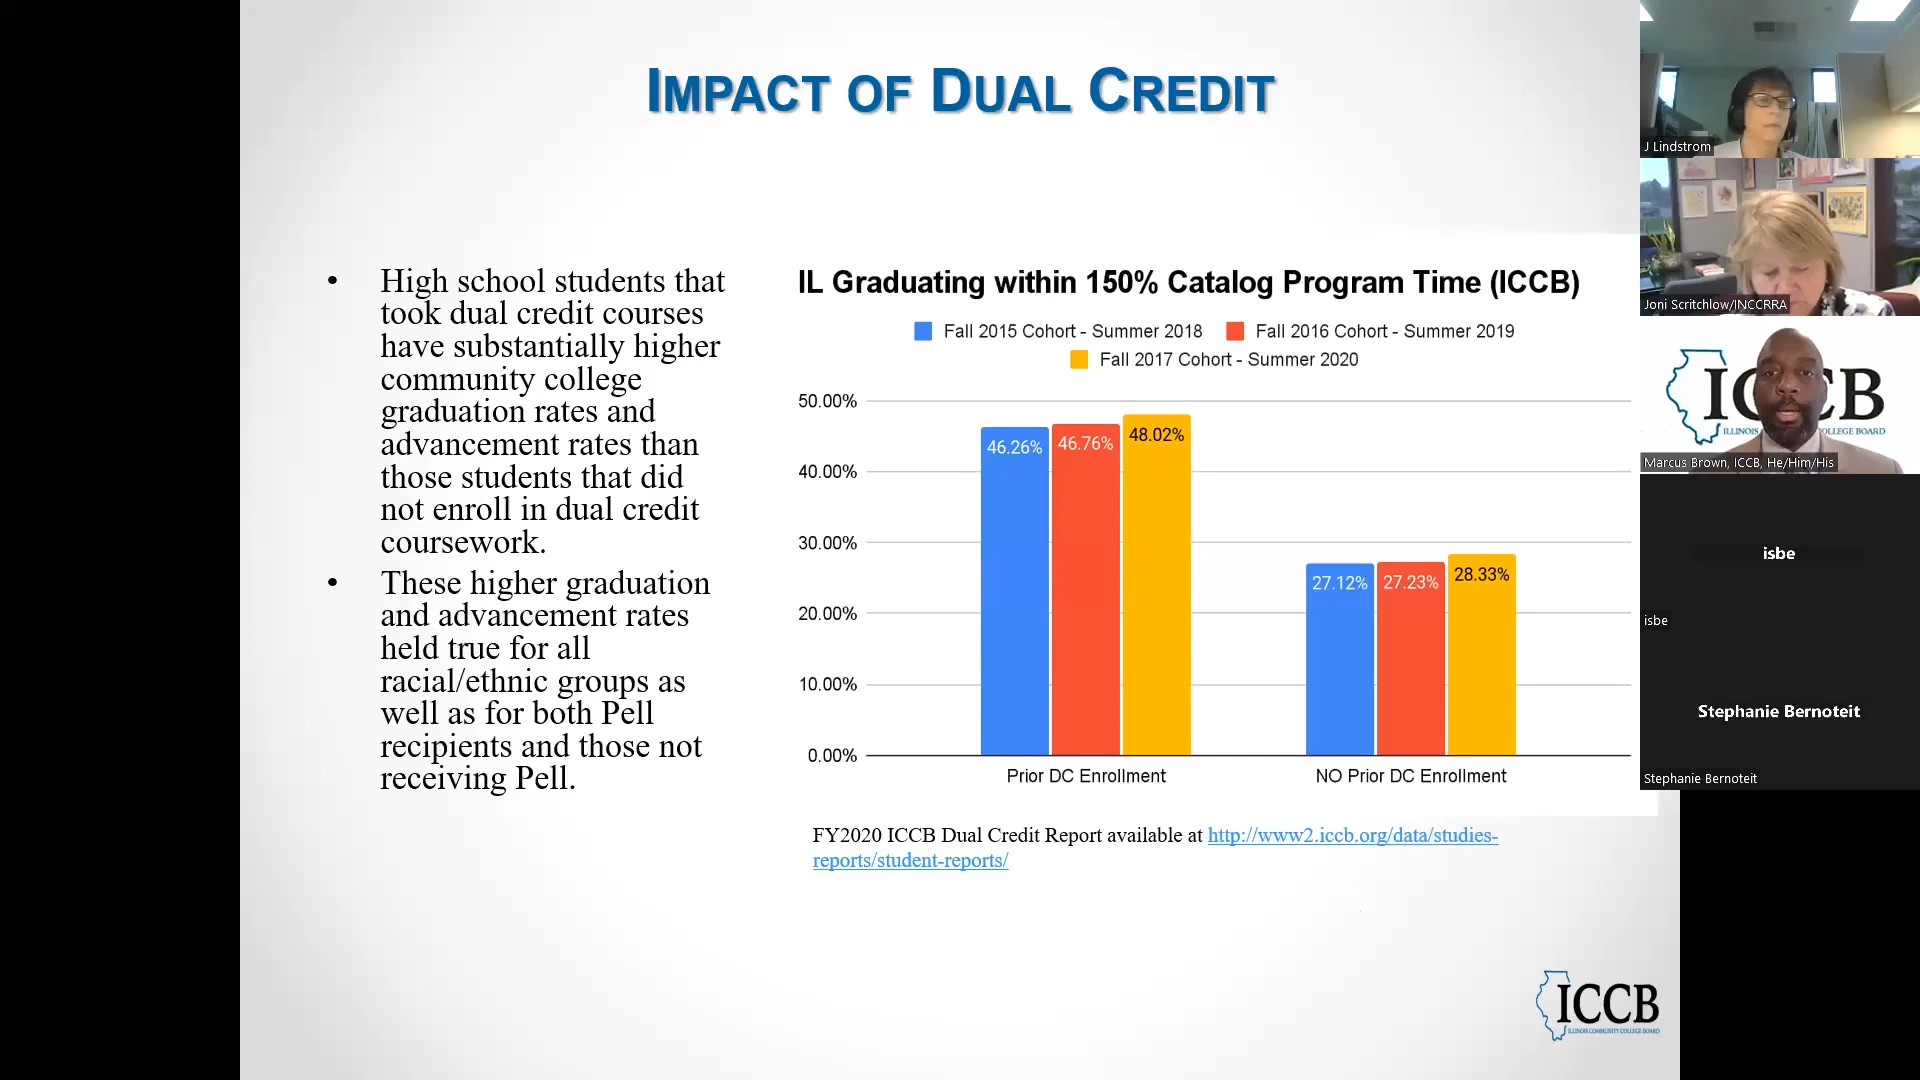 IMPACT OF DUAL CREDIT
• High school students that
took dual credit courses
have substantially higher
community college
graduation rates and
advancement rates than
those students that did
not enroll in dual credit
coursework.
• These higher graduation
and advancement rates
held true for all
racial/ethnic groups as
well as for both Pell
recipients and those not
receiving Pell.
IL Graduating within 150% Catalog Program Time (ICCB)
Fall 2015 Cohort - Summer 2018 Fall 2016 Cohort - Summer 2019
Fall 2017 Cohort - Summer 2020
50.00%
40.00%
30.00%
20.00%
10.00%
0.00%
46.26% 46.76% 48.02%
27.12% 27.23% 28.33%
Prior DC Enrollment NO Prior DC Enrollment
FY2020 ICCB Dual Credit Report available at http://www2.iccb.org/data/studies-
reports/student-reports/
ICCB
ILLINOIS COMMUNITY COLLEGE BOARD
J Lindstrom
Joni Scritchlow/INCCRRA
Marcus Brown, ICCB, He/Him/His
isbe
isbe
Stephanie Bernoteit
Stephanie Bernoteit